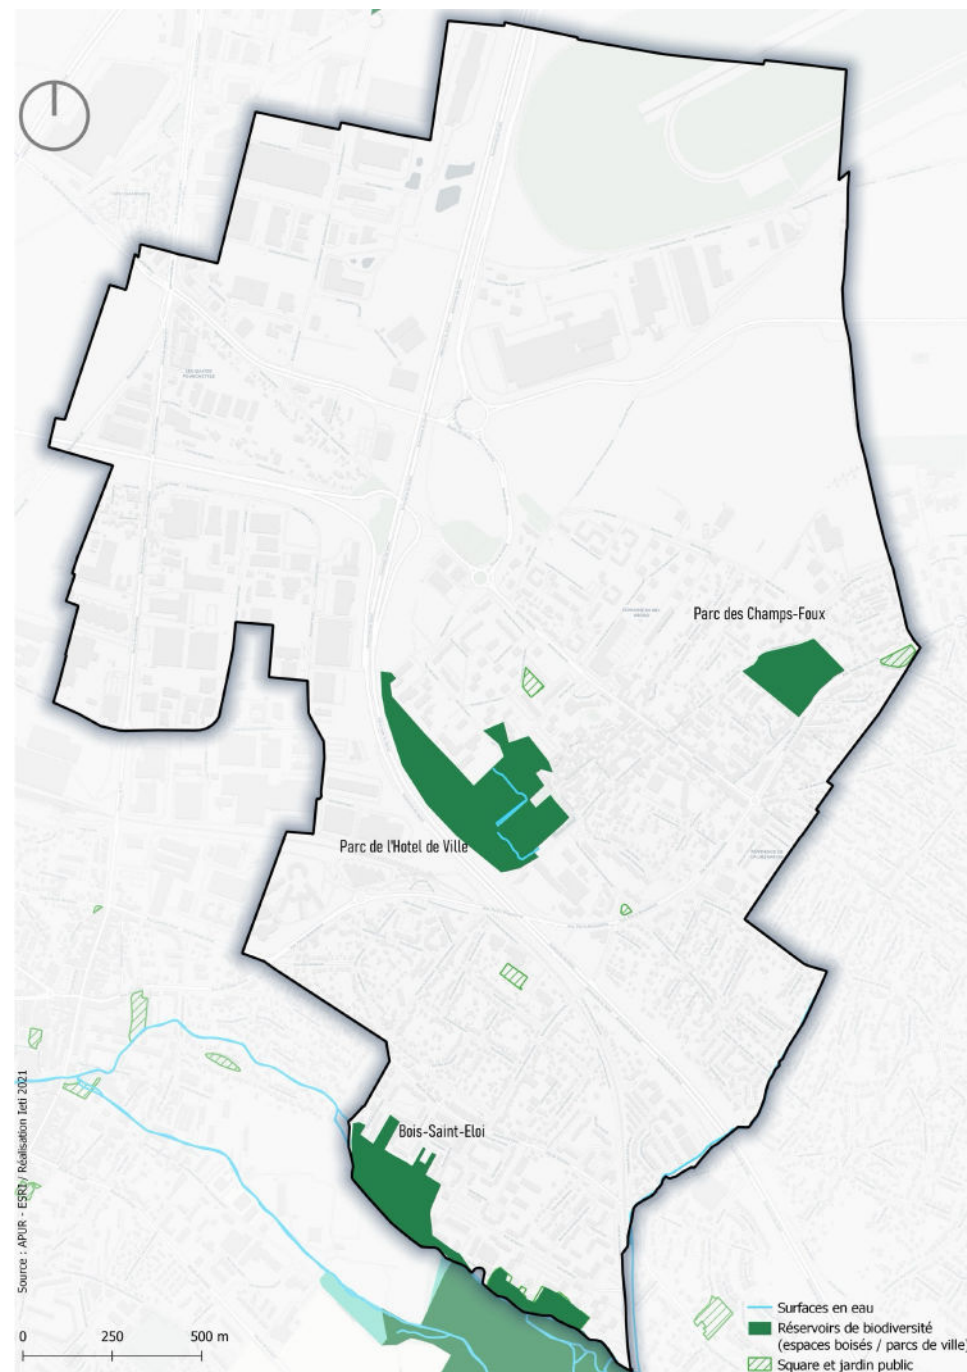 Parc des Champs-Foux
Parc de l'Hotel de Ville
Bois-Saint-Eloi
Source : APUR - ESRI / Réalisation Ieti 2021
0 250 500 m
Surfaces en eau
Réservoirs de biodiversité
(espaces boisés / parcs de ville)
Square et jardin public